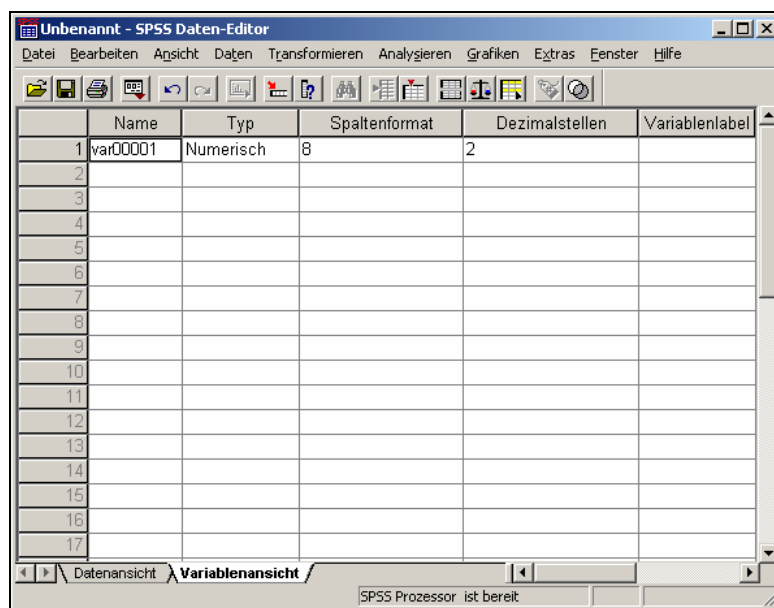 Unbenannt - SPSS Daten-Editor
Datei Bearbeiten Ansicht Daten Transformieren Analysieren Grafiken Extras Fenster Hilfe
Name Typ Spaltenformat Dezimalstellen Variablenlabel
1 var00001 Numerisch 8 2
2
3
4
5
6
7
8
9
10
11
12
13
14
15
16
17
Datenansicht Variablenansicht
SPSS Prozessor ist bereit